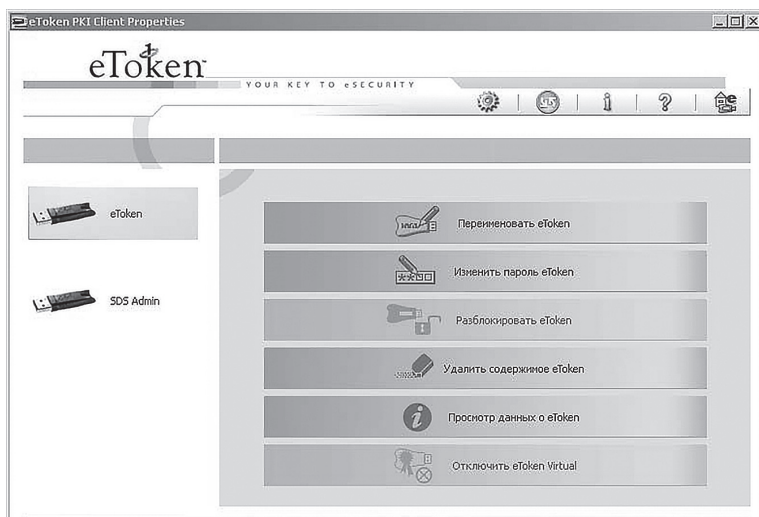 eToken PKI Client Properties
eToken
YOUR KEY TO eSECURITY
eToken
SDS Admin
Переименовать eToken
Изменить пароль eToken
Разблокировать eToken
Удалить содержимое eToken
Просмотр данных о eToken
Отключить eToken Virtual